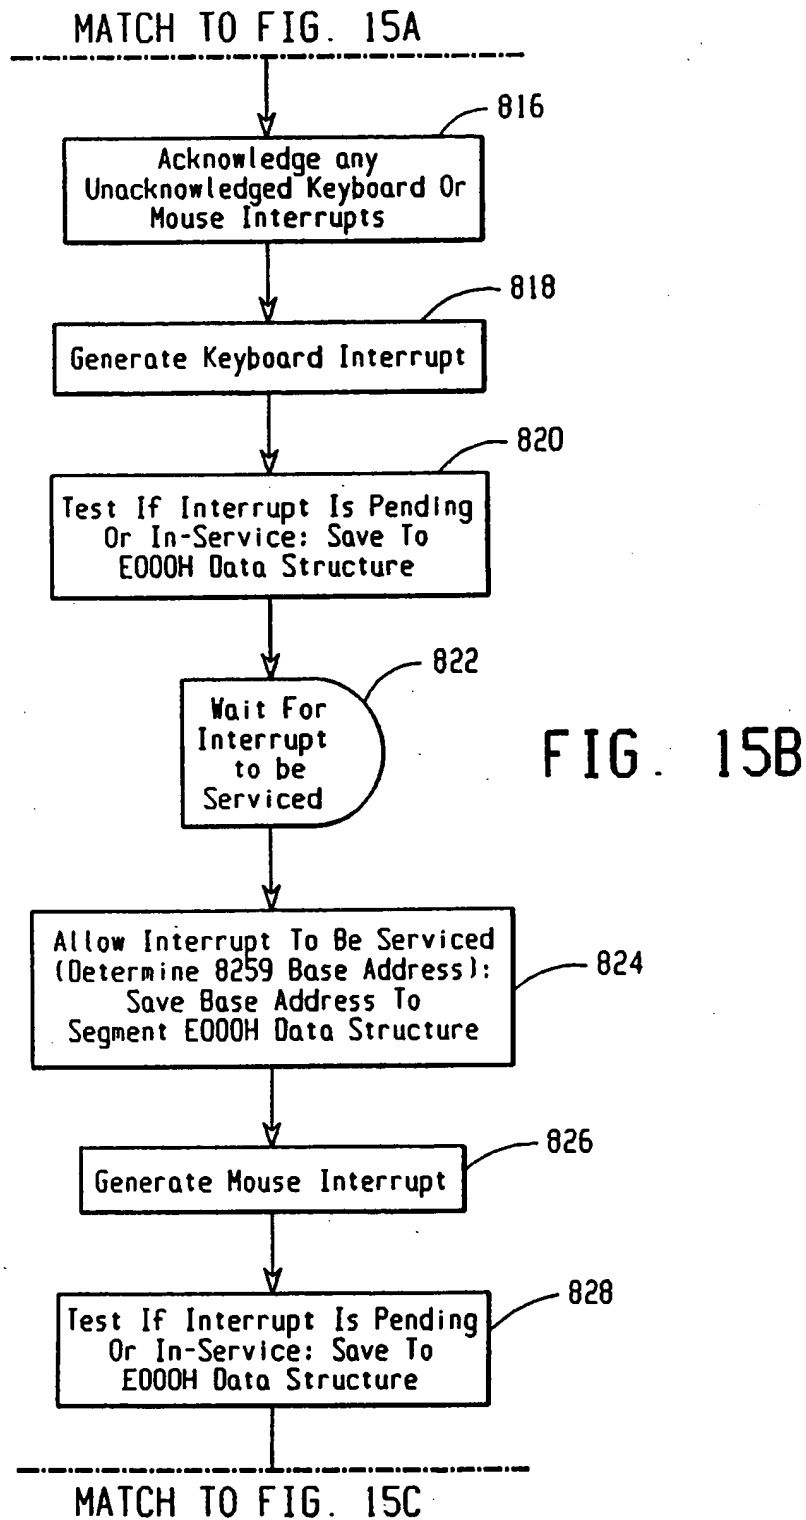 MATCH TO FIG. 15A
816
Acknowledge any
Unacknowledged Keyboard Or
Mouse Interrupts
818
Generate Keyboard Interrupt
820
Test If Interrupt Is Pending
Or In-Service: Save To
E000H Data Structure
822
Wait For
Interrupt
to be
Serviced
FIG. 15B
Allow Interrupt To Be Serviced
(Determine 8259 Base Address):
Save Base Address To
Segment E000H Data Structure
824
826
Generate Mouse Interrupt
828
Test If Interrupt Is Pending
Or In-Service: Save To
E000H Data Structure
MATCH TO FIG. 15C